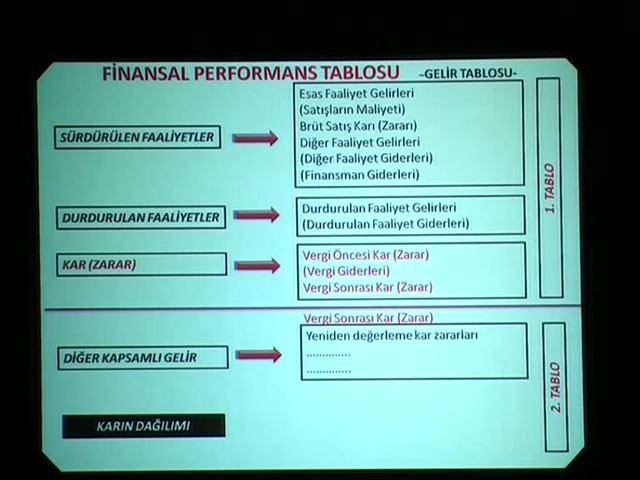 FİNANSAL PERFORMANS TABLOSU –GELİR TABLOSU-
SÜRDÜRÜLEN FAALİYETLER
Esas Faaliyet Gelirleri
(Satışların Maliyeti)
Brüt Satış Karı (Zararı)
Diğer Faaliyet Gelirleri
(Diğer Faaliyet Giderleri)
(Finansman Giderleri)
DURDURULAN FAALİYETLER
Durdurulan Faaliyet Gelirleri
(Durdurulan Faaliyet Giderleri)
KAR (ZARAR)
Vergi Öncesi Kar (Zarar)
(Vergi Giderleri)
Vergi Sonrası Kar (Zarar)
1. TABLO
Vergi Sonrası Kar (Zarar)
DİĞER KAPSAMLI GELİR
Yeniden değerleme kar zararları
..............
..............
2. TABLO
KARIN DAĞILIMI